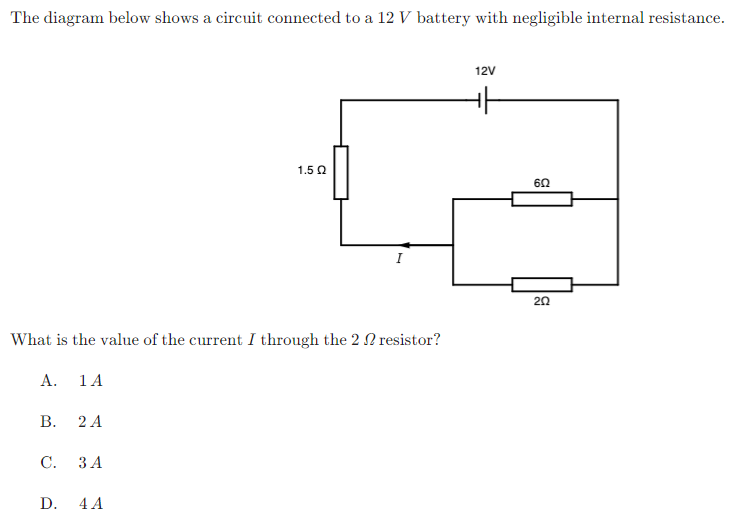 The diagram below shows a circuit connected to a 12 V battery with negligible internal resistance.
12V
1.5 Ω
6Ω
I
2Ω
What is the value of the current I through the 2 Ω resistor?
A. 1 A
B. 2 A
C. 3 A
D. 4 A